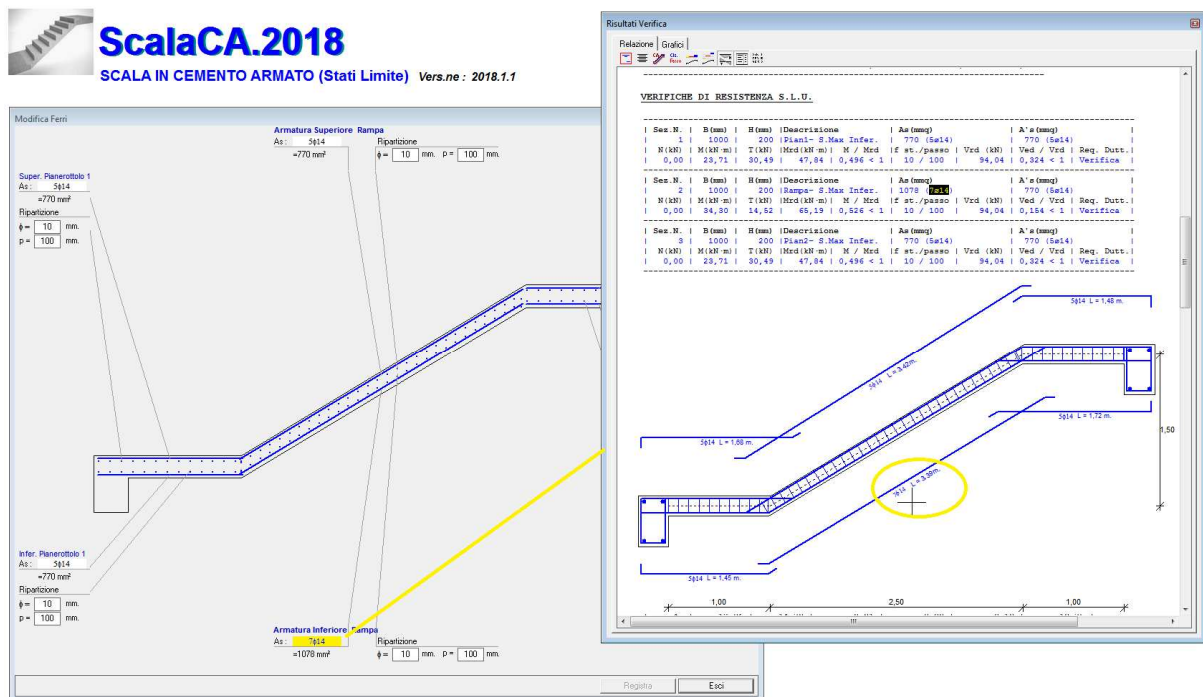 ScalaCA.2018
SCALA IN CEMENTO ARMATO (Stati Limite) Vers.ne : 2018.1.1
Modifica Ferri
Armatura Superiore Rampa
As : 5ϕ14
=770 mm²
Ripartizione
ϕ = 10 mm. p = 100 mm.
Super. Pianerottolo 1
As : 5ϕ14
=770 mm²
Ripartizione
ϕ = 10 mm.
p = 100 mm.
Infer. Pianerottolo 1
As : 5ϕ14
=770 mm²
Ripartizione
ϕ = 10 mm.
p = 100 mm.
Armatura Inferiore Rampa
As : 7ϕ14
=1078 mm²
Ripartizione
ϕ = 10 mm. p = 100 mm.
Registra Esci
Risultati Verifica
Relazione Grafici
VERIFICHE DI RESISTENZA S.L.U.
| Sez.N. | B(mm) | H(mm) |Descrizione | As(mmq) | A's(mmq) |
| 1 | 1000 | 200 |Pian1- S.Max Infer. | 770 (5ø14) | 770 (5ø14) |
| N(kN) | M(kN·m) | T(kN) |Mrd(kN·m)| M / Mrd |f st./passo | Vrd (kN) | Ved / Vrd | Req. Dutt.|
| 0,00 | 23,71 | 30,49 | 47,84 | 0,496 < 1 | 10 / 100 | 94,04 | 0,324 < 1 | Verifica |
| Sez.N. | B(mm) | H(mm) |Descrizione | As(mmq) | A's(mmq) |
| 2 | 1000 | 200 |Rampa- S.Max Infer. | 1078 (7ø14) | 770 (5ø14) |
| N(kN) | M(kN·m) | T(kN) |Mrd(kN·m)| M / Mrd |f st./passo | Vrd (kN) | Ved / Vrd | Req. Dutt.|
| 0,00 | 34,30 | 14,52 | 65,19 | 0,526 < 1 | 10 / 100 | 94,04 | 0,154 < 1 | Verifica |
| Sez.N. | B(mm) | H(mm) |Descrizione | As(mmq) | A's(mmq) |
| 3 | 1000 | 200 |Pian2- S.Max Infer. | 770 (5ø14) | 770 (5ø14) |
| N(kN) | M(kN·m) | T(kN) |Mrd(kN·m)| M / Mrd |f st./passo | Vrd (kN) | Ved / Vrd | Req. Dutt.|
| 0,00 | 23,71 | 30,49 | 47,84 | 0,496 < 1 | 10 / 100 | 94,04 | 0,324 < 1 | Verifica |
5ϕ14 L = 1,48 m.
5ϕ14 L = 3,42m.
5ϕ14 L = 1,72 m.
5ϕ14 L = 1,68 m.
1,50
7ϕ14 L = 3,39m.
5ϕ14 L = 1,45 m.
1,00 2,50 1,00